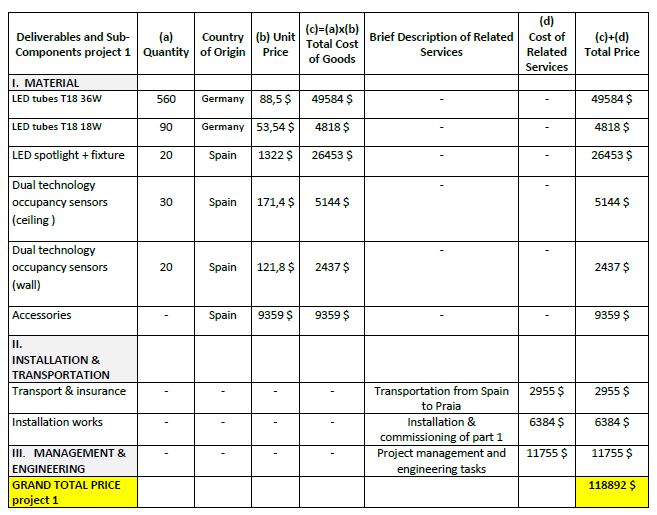 Deliverables and Sub-
Components project 1
(a)
Quantity
Country
of Origin
(b) Unit
Price
(c)=(a)x(b)
Total Cost
of Goods
Brief Description of Related
Services
(d)
Cost of
Related
Services
(c)+(d)
Total Price
I. MATERIAL
LED tubes T18 36W 560 Germany 88,5 $ 49584 $ - - 49584 $
LED tubes T18 18W 90 Germany 53,54 $ 4818 $ - - 4818 $
LED spotlight + fixture 20 Spain 1322 $ 26453 $ - - 26453 $
Dual technology
occupancy sensors
(ceiling )
30 Spain 171,4 $ 5144 $ - - 5144 $
Dual technology
occupancy sensors
(wall)
20 Spain 121,8 $ 2437 $ - - 2437 $
Accessories - Spain 9359 $ 9359 $ - - 9359 $
II.
INSTALLATION &
TRANSPORTATION
Transport & insurance - - - - Transportation from Spain
to Praia
2955 $ 2955 $
Installation works - - - - Installation &
commissioning of part 1
6384 $ 6384 $
III. MANAGEMENT &
ENGINEERING
- - - - Project management and
engineering tasks
11755 $ 11755 $
GRAND TOTAL PRICE
project 1
118892 $